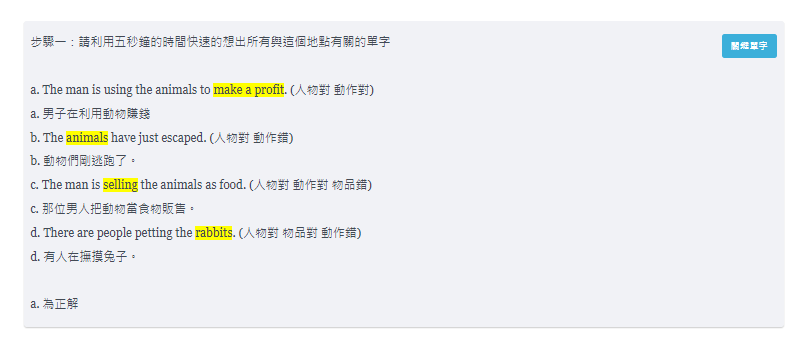 步驟一：請利用五秒鐘的時間快速的想出所有與這個地點有關的單字
關鍵單字
a. The man is using the animals to make a profit. (人物對 動作對)
a. 男子在利用動物賺錢
b. The animals have just escaped. (人物對 動作錯)
b. 動物們剛逃跑了。
c. The man is selling the animals as food. (人物對 動作對 物品錯)
c. 那位男人把動物當食物販售。
d. There are people petting the rabbits. (人物對 物品對 動作錯)
d. 有人在撫摸兔子。
a. 為正解